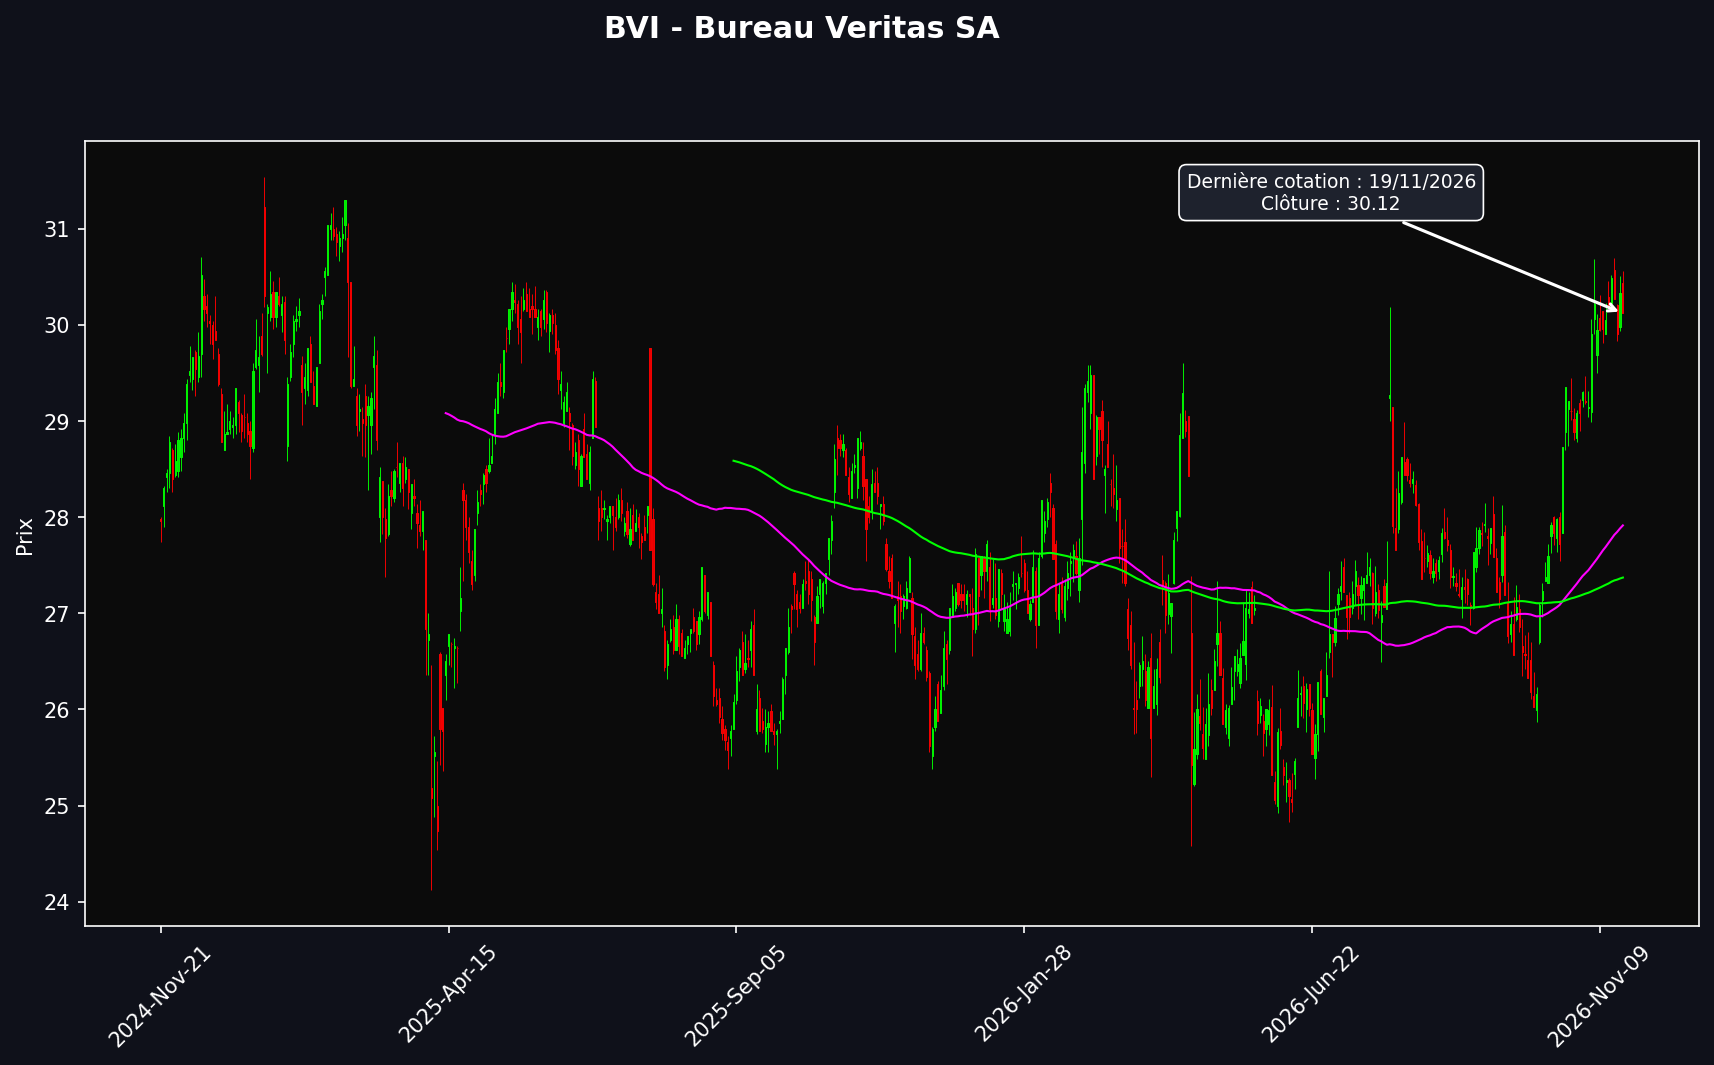 BVI - Bureau Veritas SA
Dernière cotation : 19/11/2026
Clôture : 30.12
Prix
31
30
29
28
27
26
25
24
2024-Nov-21
2025-Apr-15
2025-Sep-05
2026-Jan-28
2026-Jun-22
2026-Nov-09